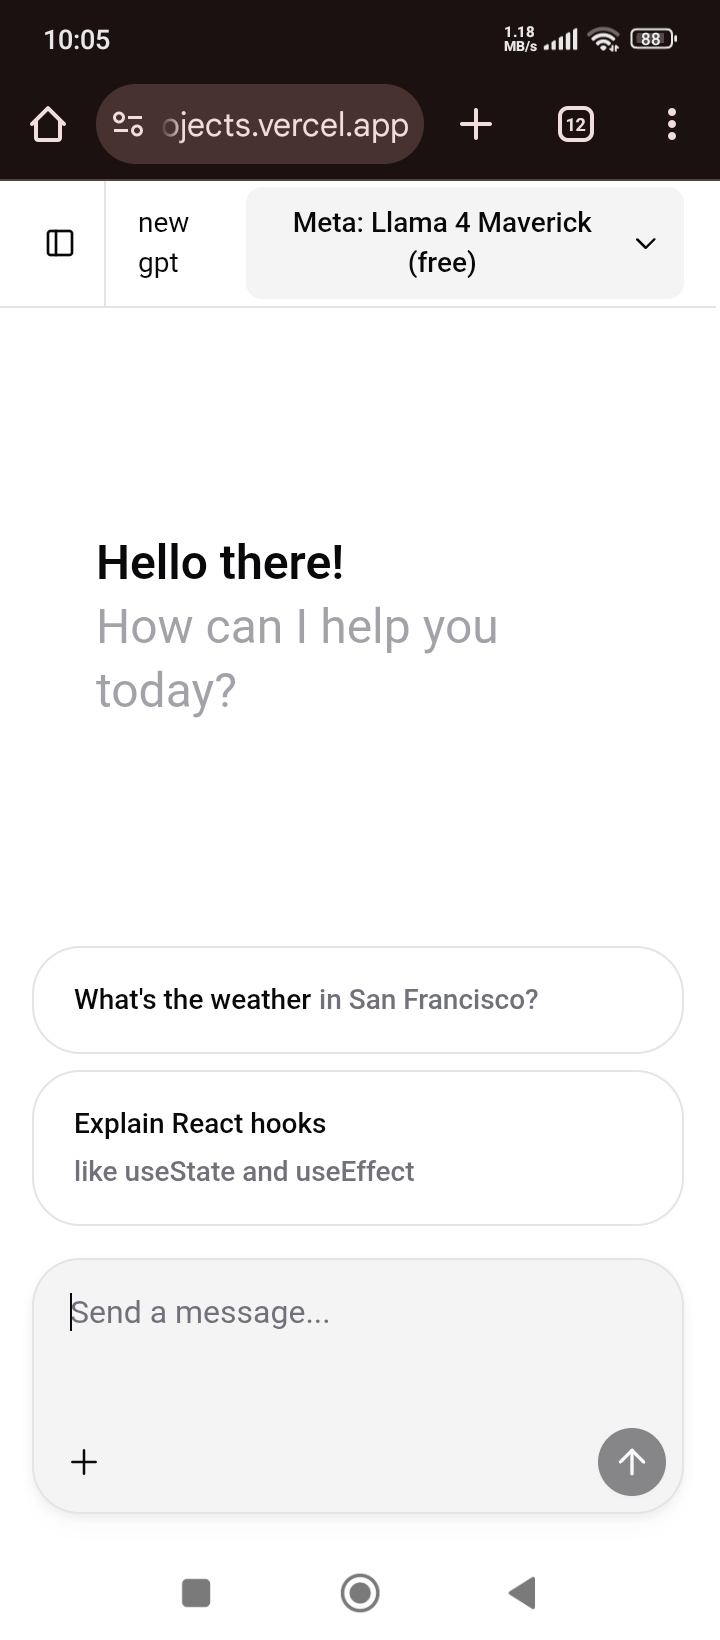 10:05
1.18
MB/s
88
ojects.vercel.app
12
new
gpt
Meta: Llama 4 Maverick
(free)
Hello there!
How can I help you
today?
What's the weather in San Francisco?
Explain React hooks
like useState and useEffect
Send a message...